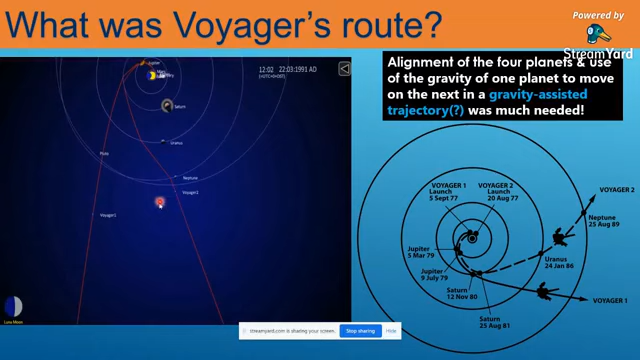 What was Voyager's route?
Powered by
StreamYard
12:02 22:03:1991 AD
Jupiter
Saturn
Uranus
Pluto
Neptune
Voyager2
Voyager1
Luna Moon
Alignment of the four planets & use
of the gravity of one planet to move
on the next in a gravity-assisted
trajectory(?) was much needed!
VOYAGER 1
Launch
5 Sept 77
VOYAGER 2
Launch
20 Aug 77
VOYAGER 2
Neptune
25 Aug 89
Jupiter
5 Mar 79
Uranus
24 Jan 86
Jupiter
9 July 79
Saturn
12 Nov 80
VOYAGER 1
Saturn
25 Aug 81
streamyard.com is sharing your screen.
Stop sharing
Hide